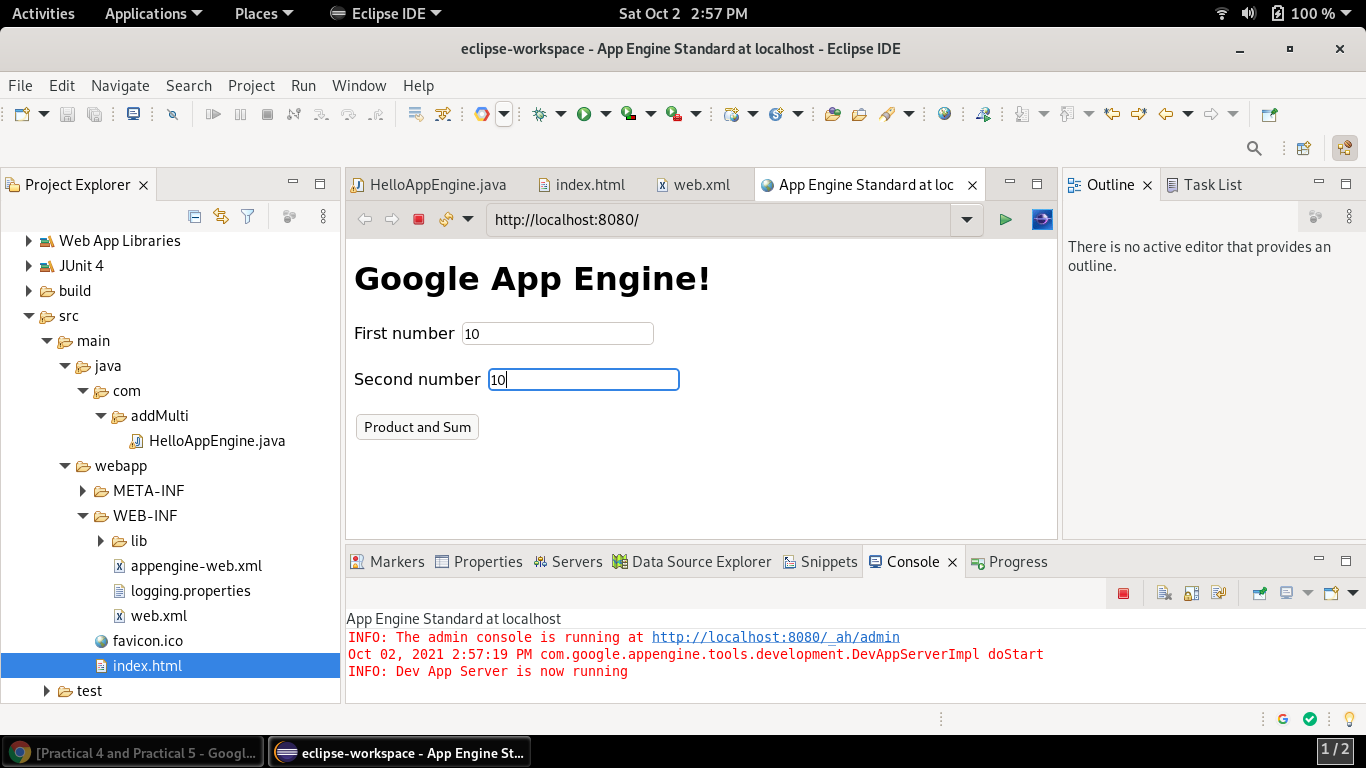 Activities Applications Places Eclipse IDE Sat Oct 2 2:57 PM 100 %
eclipse-workspace - App Engine Standard at localhost - Eclipse IDE
File Edit Navigate Search Project Run Window Help
Project Explorer
Web App Libraries
JUnit 4
build
src
main
java
com
addMulti
HelloAppEngine.java
webapp
META-INF
WEB-INF
lib
appengine-web.xml
logging.properties
web.xml
favicon.ico
index.html
test
HelloAppEngine.java index.html web.xml App Engine Standard at loc
http://localhost:8080/
Google App Engine!
First number 10
Second number 10
Product and Sum
Outline Task List
There is no active editor that provides an
outline.
Markers Properties Servers Data Source Explorer Snippets Console Progress
App Engine Standard at localhost
INFO: The admin console is running at http://localhost:8080/_ah/admin
Oct 02, 2021 2:57:19 PM com.google.appengine.tools.development.DevAppServerImpl doStart
INFO: Dev App Server is now running
[Practical 4 and Practical 5 - Googl... eclipse-workspace - App Engine St... 1 / 2